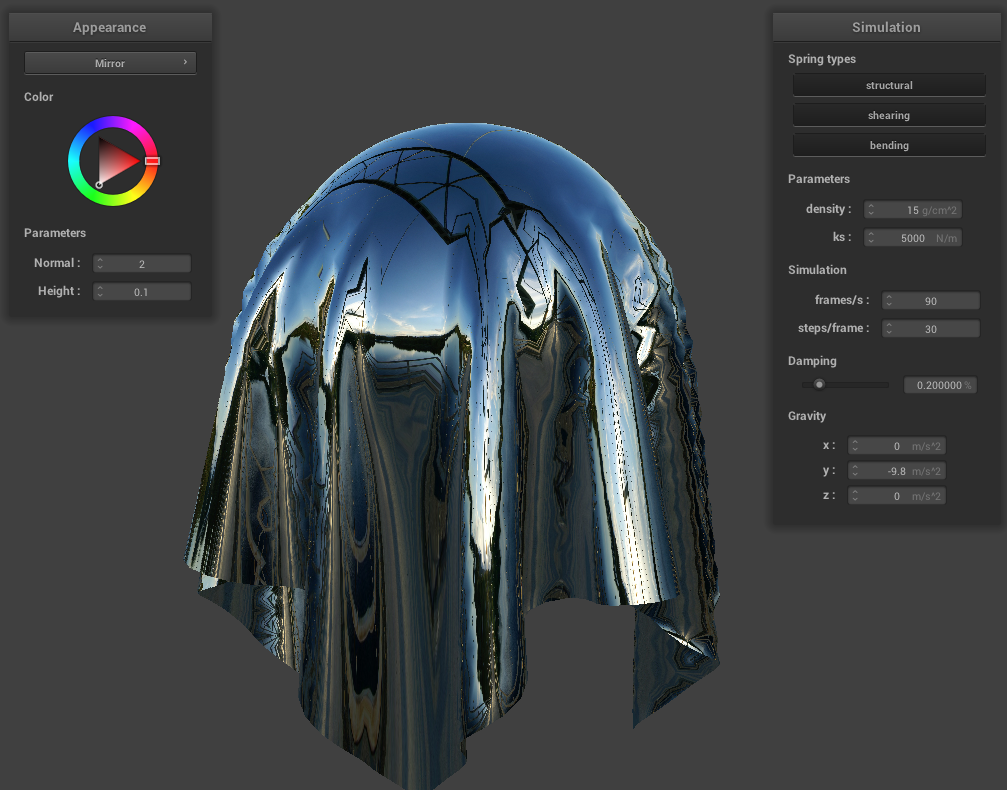 Appearance
Mirror
Color
Parameters
Normal : 2
Height : 0.1
Simulation
Spring types
structural
shearing
bending
Parameters
density : 15 g/cm^2
ks : 5000 N/m
Simulation
frames/s : 90
steps/frame : 30
Damping
0.200000 %
Gravity
x : 0 m/s^2
y : -9.8 m/s^2
z : 0 m/s^2